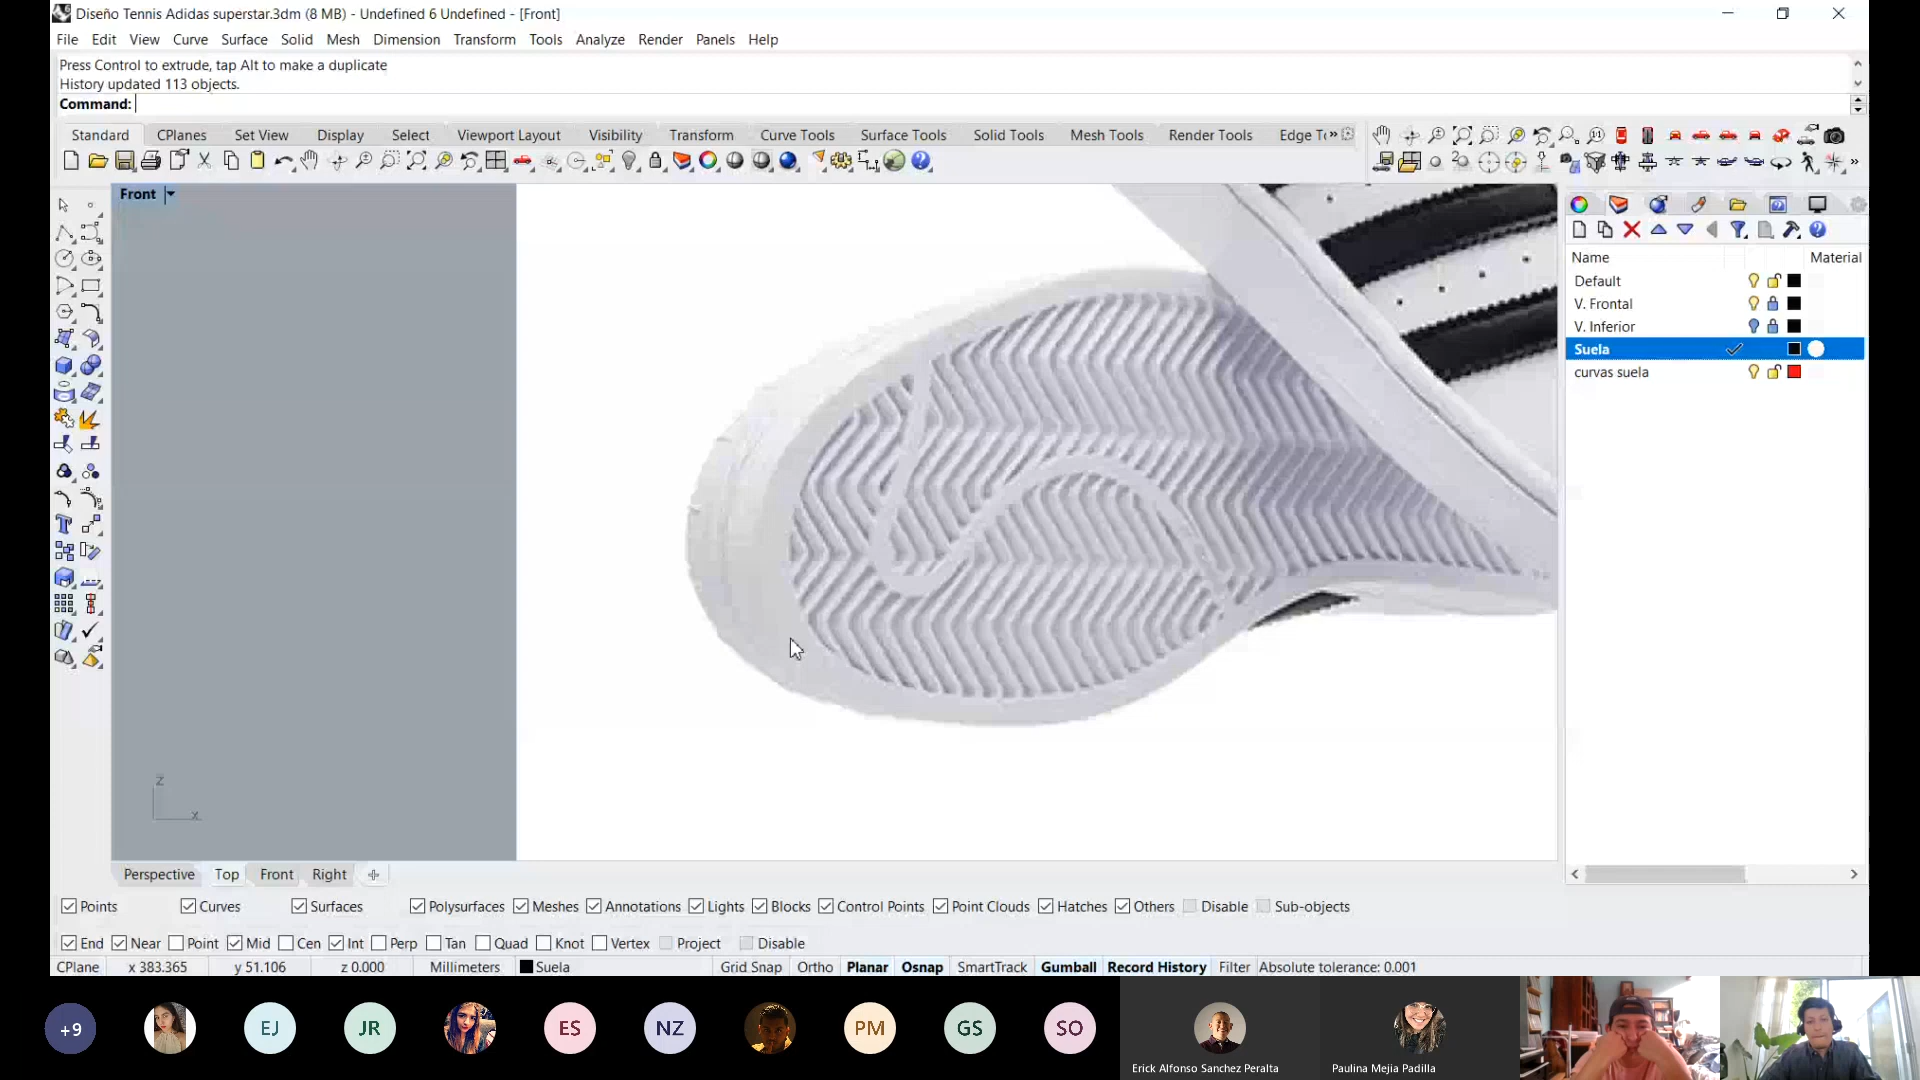 Diseño Tennis Adidas superstar.3dm (8 MB) - Undefined 6 Undefined - [Front]
File Edit View Curve Surface Solid Mesh Dimension Transform Tools Analyze Render Panels Help
Press Control to extrude, tap Alt to make a duplicate
History updated 113 objects.
Command:
Standard CPlanes Set View Display Select Viewport Layout Visibility Transform Curve Tools Surface Tools Solid Tools Mesh Tools Render Tools Edge To
Front
Name Material
Default
V. Frontal
V. Inferior
Suela
curvas suela
z
x
Perspective Top Front Right
Points Curves Surfaces Polysurfaces Meshes Annotations Lights Blocks Control Points Point Clouds Hatches Others Disable Sub-objects
End Near Point Mid Cen Int Perp Tan Quad Knot Vertex Project Disable
CPlane x 383.365 y 51.106 z 0.000 Millimeters Suela Grid Snap Ortho Planar Osnap SmartTrack Gumball Record History Filter Absolute tolerance: 0.001
+9 EJ JR ES NZ PM GS SO
Erick Alfonso Sanchez Peralta Paulina Mejia Padilla